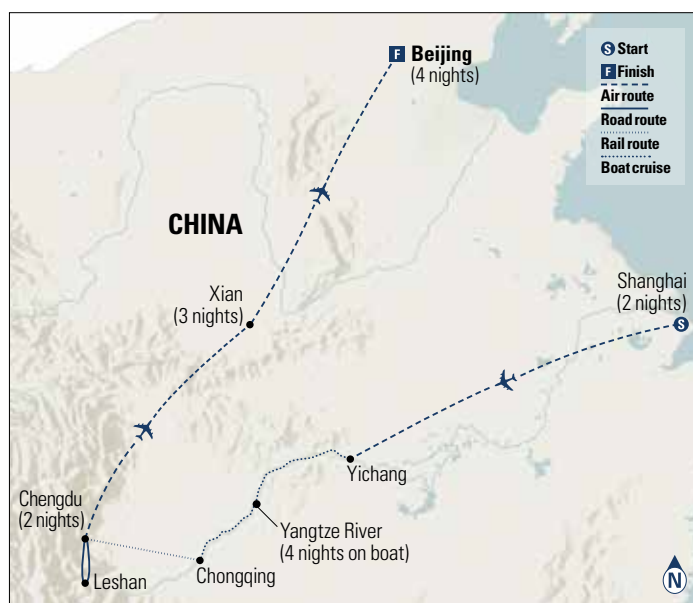 S Start
F Finish
Air route
Road route
Rail route
Boat cruise
F Beijing
(4 nights)
CHINA
Xian
(3 nights)
Shanghai
(2 nights)
S
Yichang
Chengdu
(2 nights)
Yangtze River
(4 nights on boat)
Chongqing
Leshan
N